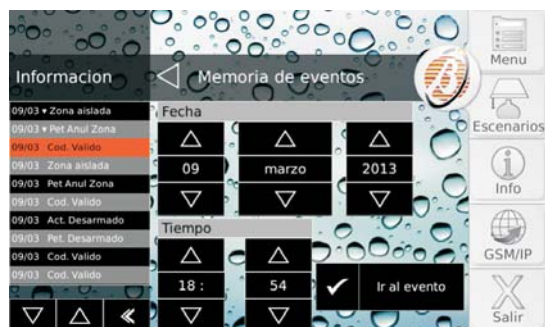 Informacion
Memoria de eventos
09/03 ▾ Zona aislada
09/03 ▾ Pet Anul Zona
09/03 Cod. Valido
09/03 Zona aislada
09/03 Pet Anul Zona
09/03 Cod. Valido
09/03 Act. Desarmado
09/03 Pet. Desarmado
09/03 Cod. Valido
09/03 Cod. Valido
Fecha
09 marzo 2013
Tiempo
18 : 54
Ir al evento
Menu
Escenarios
Info
GSM/IP
Salir